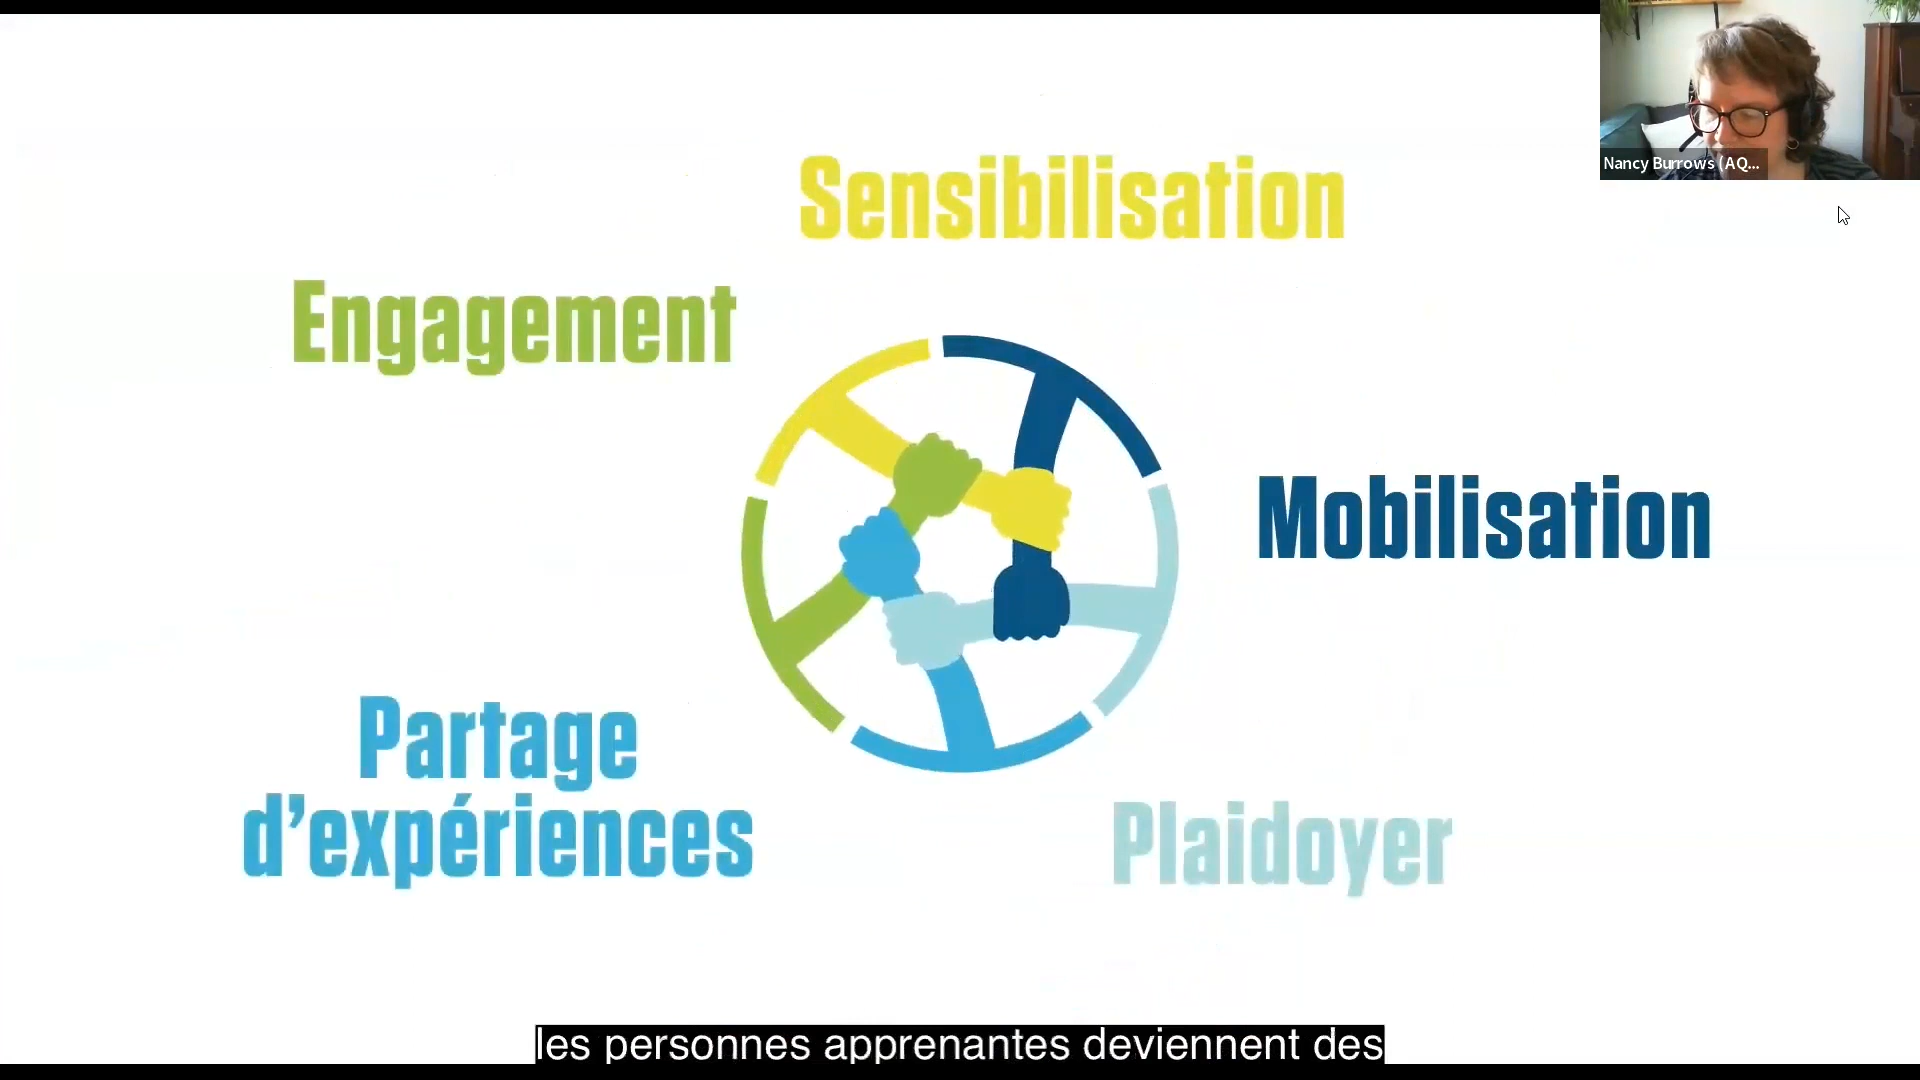 Nancy Burrows (AQ...
Sensibilisation
Engagement
Mobilisation
Partage
d’expériences
Plaidoyer
les personnes apprenantes deviennent des